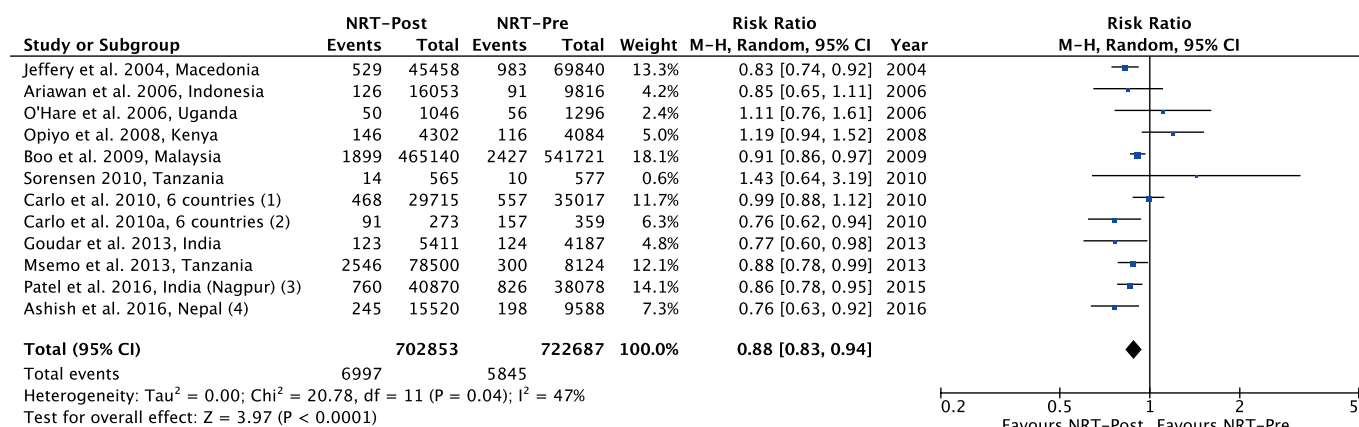 NRT-Post NRT-Pre Risk Ratio Risk Ratio
Study or Subgroup Events Total Events Total Weight M-H, Random, 95% CI Year M-H, Random, 95% CI
Jeffery et al. 2004, Macedonia 529 45458 983 69840 13.3% 0.83 [0.74, 0.92] 2004
Ariawan et al. 2006, Indonesia 126 16053 91 9816 4.2% 0.85 [0.65, 1.11] 2006
O'Hare et al. 2006, Uganda 50 1046 56 1296 2.4% 1.11 [0.76, 1.61] 2006
Opiyo et al. 2008, Kenya 146 4302 116 4084 5.0% 1.19 [0.94, 1.52] 2008
Boo et al. 2009, Malaysia 1899 465140 2427 541721 18.1% 0.91 [0.86, 0.97] 2009
Sorensen 2010, Tanzania 14 565 10 577 0.6% 1.43 [0.64, 3.19] 2010
Carlo et al. 2010, 6 countries (1) 468 29715 557 35017 11.7% 0.99 [0.88, 1.12] 2010
Carlo et al. 2010a, 6 countries (2) 91 273 157 359 6.3% 0.76 [0.62, 0.94] 2010
Goudar et al. 2013, India 123 5411 124 4187 4.8% 0.77 [0.60, 0.98] 2013
Msemo et al. 2013, Tanzania 2546 78500 300 8124 12.1% 0.88 [0.78, 0.99] 2013
Patel et al. 2016, India (Nagpur) (3) 760 40870 826 38078 14.1% 0.86 [0.78, 0.95] 2015
Ashish et al. 2016, Nepal (4) 245 15520 198 9588 7.3% 0.76 [0.63, 0.92] 2016
Total (95% CI) 702853 722687 100.0% 0.88 [0.83, 0.94]
Total events 6997 5845
Heterogeneity: Tau² = 0.00; Chi² = 20.78, df = 11 (P = 0.04); I² = 47%
Test for overall effect: Z = 3.97 (P < 0.0001)
0.2 0.5 1 2 5
Favours NRT-Post Favours NRT-Pre